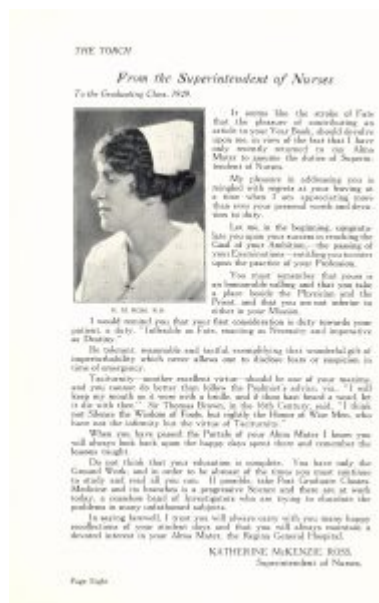 THE TORCH
From the Superintendent of Nurses
To the Graduating Class, 1929.
It seems like the stroke of Fate
that the pleasure of contributing an
article to your Year Book, should devolve
upon me, in view of the fact that I have
only recently returned to my Alma
Mater to assume the duties of Superin-
tendent of Nurses.
My pleasure in addressing you is
mingled with regrets at your leaving at
a time when I am appreciating more
than ever your personal worth and devo-
tion to duty.
Let me, in the beginning, congratu-
late you upon your success in reaching the
Goal of your Ambition,—the passing of
your Examinations—entitling you to enter
upon the practice of your Profession.
You must remember that yours is
an honourable calling and that you take
a place beside the Physician and the
Priest, and that you are not inferior to
either in your Mission.
I would remind you that your first consideration is duty towards your
patient, a duty, "Inflexible as Fate, exacting as Necessity and imperative
as Destiny."
Be tolerant, reasonable and tactful, exemplifying that wonderful gift of
imperturbability which never allows one to disclose fears or suspicion in
time of emergency.
Taciturnity—another excellent virtue—should be one of your maxims,
and you cannot do better than follow the Psalmist's advice, viz., "I will
keep my mouth as it were with a bridle, and if thou hast heard a word, let
it die with thee." Sir Thomas Brown, in the 16th Century, said, "I think
not Silence the Wisdom of Fools, but rightly the Honor of Wise Men, who
have not the infirmity but the virtue of Taciturnity."
When you have passed the Portals of your Alma Mater I know you
will always look back upon the happy days spent there and remember the
lessons taught.
Do not think that your education is complete. You have only the
Ground Work, and in order to be abreast of the times you must continue
to study and read all you can. If possible, take Post Graduate Classes.
Medicine and its branches is a progressive Science and there are at work
today, a countless band of Investigators who are trying to elucidate the
problems in many unfathomed subjects.
In saying farewell, I trust you will always carry with you many happy
recollections of your student days and that you will always maintain a
devoted interest in your Alma Mater, the Regina General Hospital.
KATHERINE McKENZIE ROSS,
Superintendent of Nurses.
Page Eight